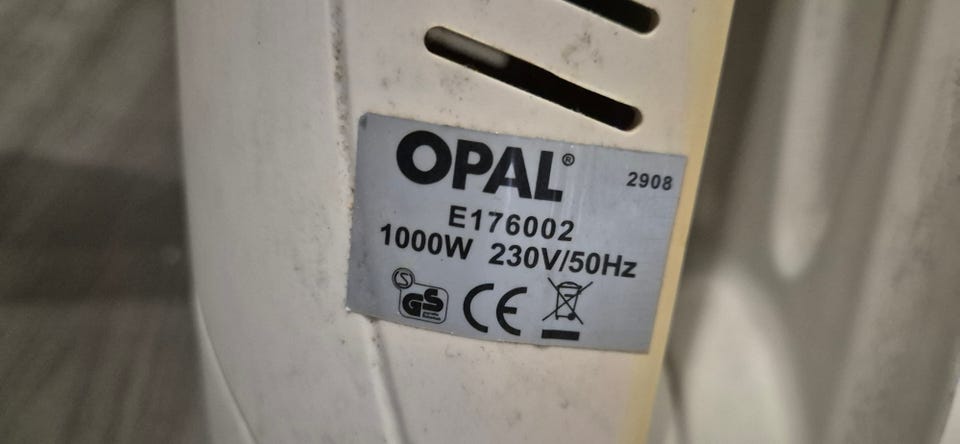 OPAL®
2908
E176002
1000W 230V/50Hz
S GS
CE